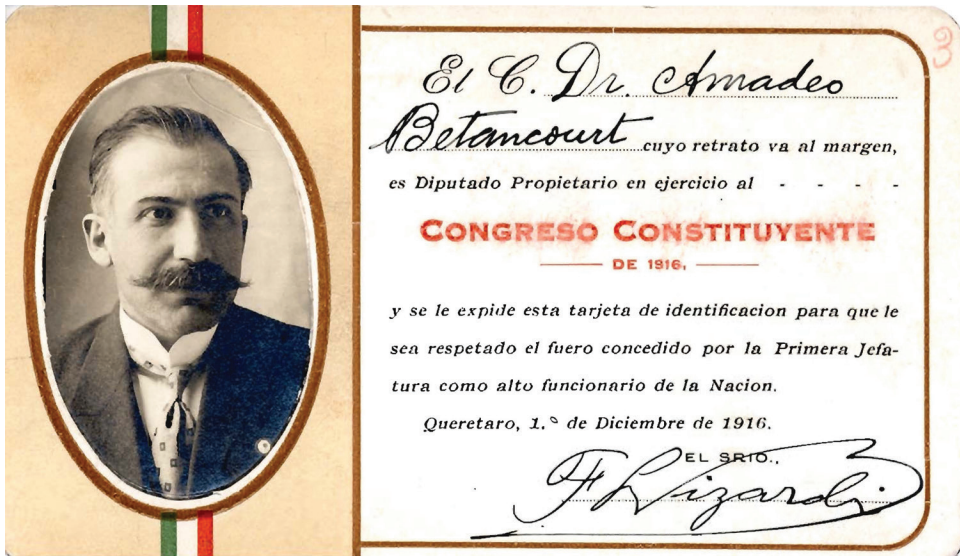 El C. Dr. Amadeo
Betancourt cuyo retrato va al margen,
es Diputado Propietario en ejercicio al - - - -
CONGRESO CONSTITUYENTE
DE 1916,
y se le expide esta tarjeta de identificacion para que le
sea respetado el fuero concedido por la Primera Jefa-
tura como alto funcionario de la Nacion.
Queretaro, 1.º de Diciembre de 1916.
EL SRIO.,
F Lizardi
3